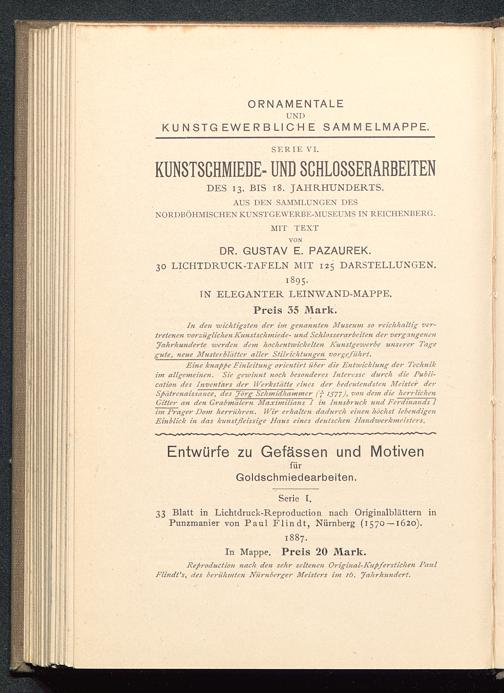 ORNAMENTALE
UND
KUNSTGEWERBLICHE SAMMELMAPPE.
SERIE VI.
KUNSTSCHMIEDE- UND SCHLOSSERARBEITEN
DES 13. BIS 18. JAHRHUNDERTS.
AUS DEN SAMMLUNGEN DES
NORDBÖHMISCHEN KUNSTGEWERBE-MUSEUMS IN REICHENBERG.
MIT TEXT
VON
DR. GUSTAV E. PAZAUREK.
30 LICHTDRUCK-TAFELN MIT 125 DARSTELLUNGEN.
1895.
IN ELEGANTER LEINWAND-MAPPE.
Preis 35 Mark.
In den wichtigsten der im genannten Museum so reichhaltig ver-
tretenen vorzüglichen Kunstschmiede- und Schlosserarbeiten der vergangenen
Jahrhunderte werden dem hochentwickelten Kunstgewerbe unserer Tage
gute, neue Musterblätter aller Stilrichtungen vorgeführt.
Eine knappe Einleitung orientirt über die Entwicklung der Technik
im allgemeinen. Sie gewinnt noch besonderes Interesse durch die Publi-
cation des Inventars der Werkstätte eines der bedeutendsten Meister der
Spätrenaissance, des Jörg Schmidhammer († 1577), von dem die herrlichen
Gitter an den Grabmälern Maximilians I in Innsbruck und Ferdinands I
im Prager Dom herrühren. Wir erhalten dadurch einen höchst lebendigen
Einblick in das kunstfleissige Haus eines deutschen Handwerkmeisters.
Entwürfe zu Gefässen und Motiven
für
Goldschmiedearbeiten.
Serie I.
33 Blatt in Lichtdruck-Reproduction nach Originalblättern in
Punzmanier von Paul Flindt, Nürnberg (1570—1620).
1887.
In Mappe. Preis 20 Mark.
Reproduction nach den sehr seltenen Original-Kupferstichen Paul
Flindt's, des berühmten Nürnberger Meisters im 16. Jahrhundert.